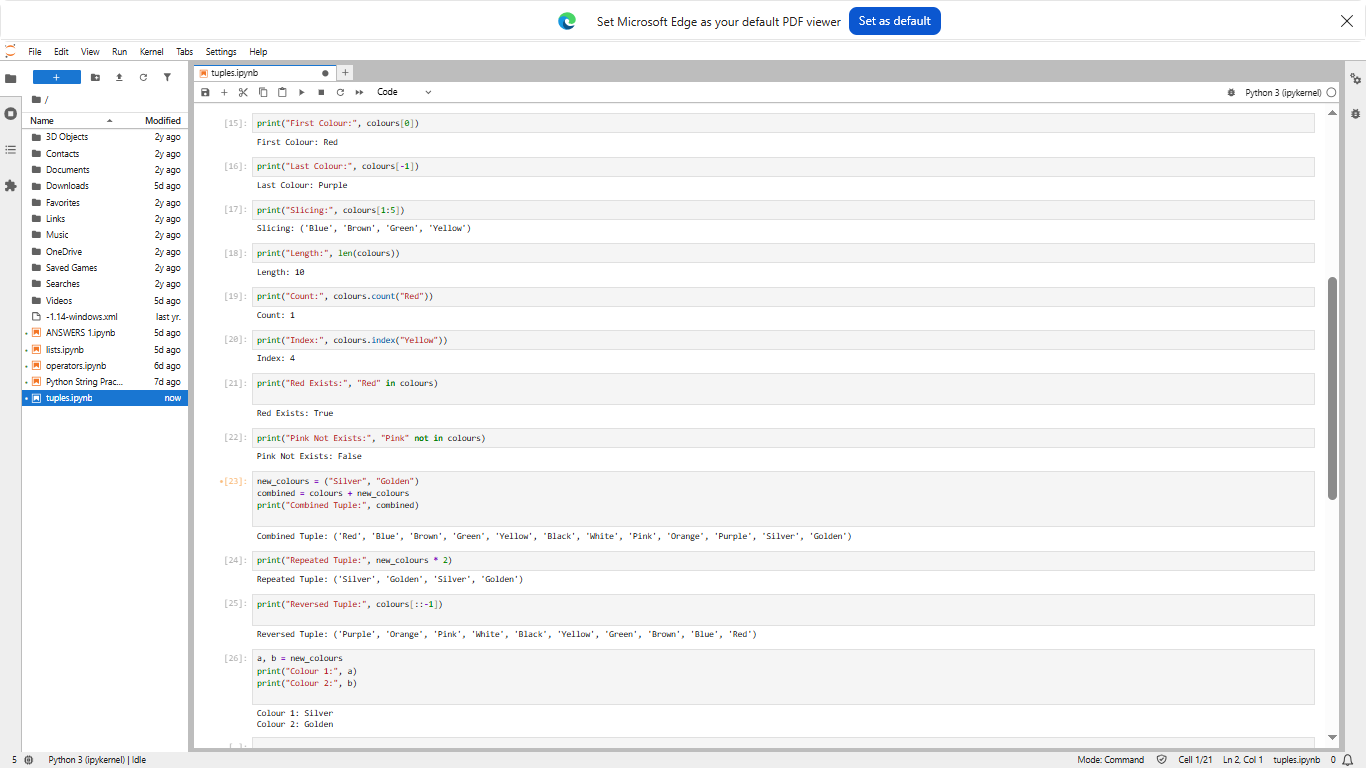 Set Microsoft Edge as your default PDF viewer Set as default
File Edit View Run Kernel Tabs Settings Help
+
tuples.ipynb
Code
Python 3 (ipykernel)
/
Name Modified
3D Objects 2y ago
Contacts 2y ago
Documents 2y ago
Downloads 5d ago
Favorites 2y ago
Links 2y ago
Music 2y ago
OneDrive 2y ago
Saved Games 2y ago
Searches 2y ago
Videos 5d ago
-1.14-windows.xml last yr.
ANSWERS 1.ipynb 5d ago
lists.ipynb 5d ago
operators.ipynb 6d ago
Python String Prac... 7d ago
tuples.ipynb now
[15]: print("First Colour:", colours[0])
First Colour: Red
[16]: print("Last Colour:", colours[-1])
Last Colour: Purple
[17]: print("Slicing:", colours[1:5])
Slicing: ('Blue', 'Brown', 'Green', 'Yellow')
[18]: print("Length:", len(colours))
Length: 10
[19]: print("Count:", colours.count("Red"))
Count: 1
[20]: print("Index:", colours.index("Yellow"))
Index: 4
[21]: print("Red Exists:", "Red" in colours)
Red Exists: True
[22]: print("Pink Not Exists:", "Pink" not in colours)
Pink Not Exists: False
[23]: new_colours = ("Silver", "Golden")
combined = colours + new_colours
print("Combined Tuple:", combined)
Combined Tuple: ('Red', 'Blue', 'Brown', 'Green', 'Yellow', 'Black', 'White', 'Pink', 'Orange', 'Purple', 'Silver', 'Golden')
[24]: print("Repeated Tuple:", new_colours * 2)
Repeated Tuple: ('Silver', 'Golden', 'Silver', 'Golden')
[25]: print("Reversed Tuple:", colours[::-1])
Reversed Tuple: ('Purple', 'Orange', 'Pink', 'White', 'Black', 'Yellow', 'Green', 'Brown', 'Blue', 'Red')
[26]: a, b = new_colours
print("Colour 1:", a)
print("Colour 2:", b)
Colour 1: Silver
Colour 2: Golden
5 Python 3 (ipykernel) | Idle Mode: Command Cell 1/21 Ln 2, Col 1 tuples.ipynb 0